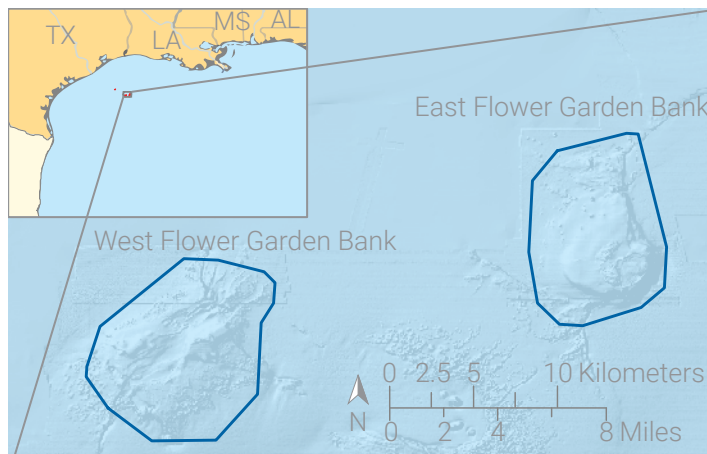 TX
LA
MS
AL
East Flower Garden Bank
West Flower Garden Bank
0 2.5 5 10 Kilometers
N
0 2 4 8 Miles